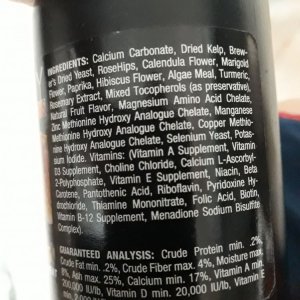 INGREDIENTS: Calcium Carbonate, Dried Kelp, Brew-
er's Dried Yeast, RoseHips, Calendula Flower, Marigold
Flower, Paprika, Hibiscus Flower, Algae Meal, Turmeric,
Rosemary Extract, Mixed Tocopherols (as preservative),
Natural Fruit Flavor, Magnesium Amino Acid Chelate,
Zinc Methionine Hydroxy Analogue Chelate, Manganese
Methionine Hydroxy Analogue Chelate, Copper Methio-
nine Hydroxy Analogue Chelate, Selenium Yeast, Potas-
sium Iodide. Vitamins: (Vitamin A Supplement, Vitamin
D3 Supplement, Choline Chloride, Calcium L-Ascorbyl-
2-Polyphosphate, Vitamin E Supplement, Niacin, Beta
Carotene, Pantothenic Acid, Riboflavin, Pyridoxine Hy-
drochloride, Thiamine Mononitrate, Folic Acid, Biotin,
Vitamin B-12 Supplement, Menadione Sodium Bisulfite
Complex).
GUARANTEED ANALYSIS: Crude Protein min. 2%,
Crude Fat min. .2%, Crude Fiber max. 4%, Moisture max.
8%, Ash max. 25%, Calcium min. 17%, Vitamin A min.
200,000 IU/lb, Vitamin D min. 20,000 IU/lb, Vitamin